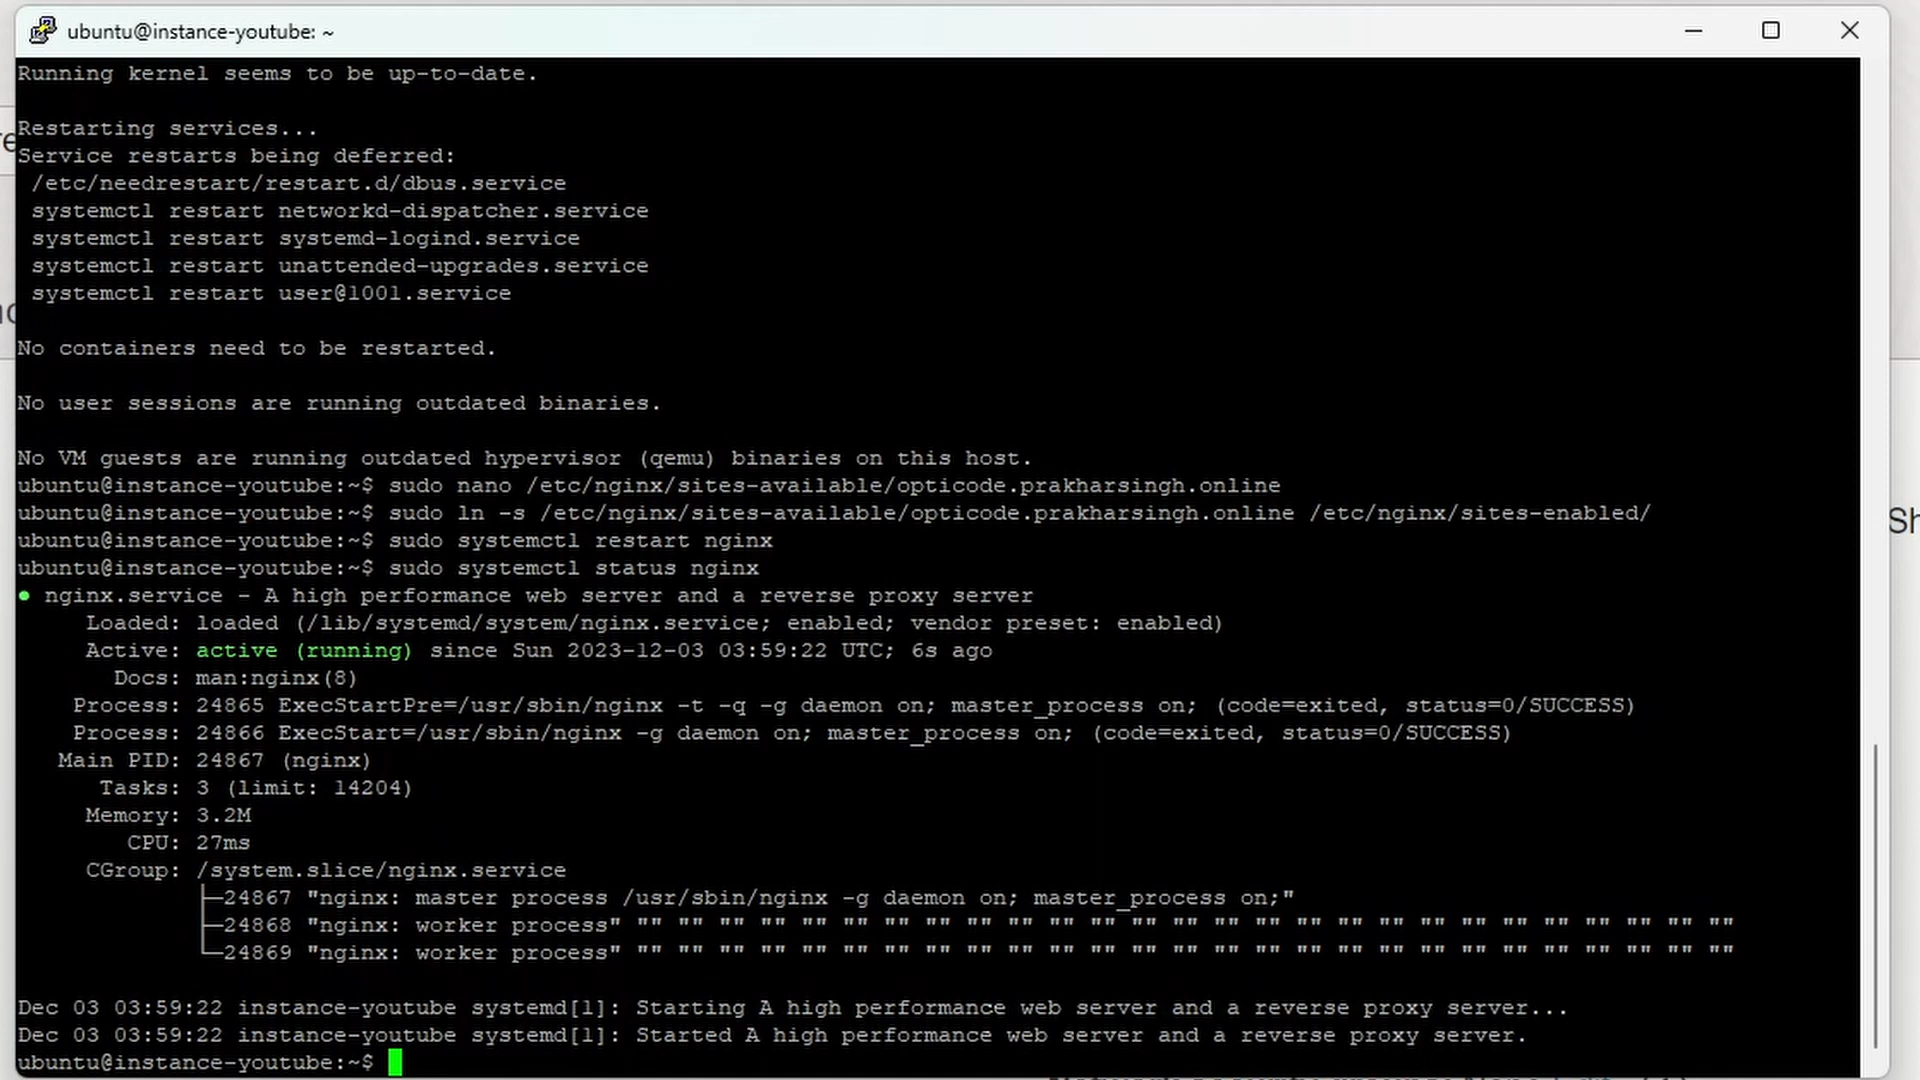 ubuntu@instance-youtube: ~
Running kernel seems to be up-to-date.
Restarting services...
Service restarts being deferred:
/etc/needrestart/restart.d/dbus.service
systemctl restart networkd-dispatcher.service
systemctl restart systemd-logind.service
systemctl restart unattended-upgrades.service
systemctl restart user@1001.service
No containers need to be restarted.
No user sessions are running outdated binaries.
No VM guests are running outdated hypervisor (qemu) binaries on this host.
ubuntu@instance-youtube:~$ sudo nano /etc/nginx/sites-available/opticode.prakharsingh.online
ubuntu@instance-youtube:~$ sudo ln -s /etc/nginx/sites-available/opticode.prakharsingh.online /etc/nginx/sites-enabled/
ubuntu@instance-youtube:~$ sudo systemctl restart nginx
ubuntu@instance-youtube:~$ sudo systemctl status nginx
● nginx.service - A high performance web server and a reverse proxy server
Loaded: loaded (/lib/systemd/system/nginx.service; enabled; vendor preset: enabled)
Active: active (running) since Sun 2023-12-03 03:59:22 UTC; 6s ago
Docs: man:nginx(8)
Process: 24865 ExecStartPre=/usr/sbin/nginx -t -q -g daemon on; master_process on; (code=exited, status=0/SUCCESS)
Process: 24866 ExecStart=/usr/sbin/nginx -g daemon on; master_process on; (code=exited, status=0/SUCCESS)
Main PID: 24867 (nginx)
Tasks: 3 (limit: 14204)
Memory: 3.2M
CPU: 27ms
CGroup: /system.slice/nginx.service
├─24867 "nginx: master process /usr/sbin/nginx -g daemon on; master_process on;"
├─24868 "nginx: worker process" "" "" "" "" "" "" "" "" "" "" "" "" "" "" "" "" "" "" "" "" "" "" "" "" "" "" ""
└─24869 "nginx: worker process" "" "" "" "" "" "" "" "" "" "" "" "" "" "" "" "" "" "" "" "" "" "" "" "" "" "" ""
Dec 03 03:59:22 instance-youtube systemd[1]: Starting A high performance web server and a reverse proxy server...
Dec 03 03:59:22 instance-youtube systemd[1]: Started A high performance web server and a reverse proxy server.
ubuntu@instance-youtube:~$